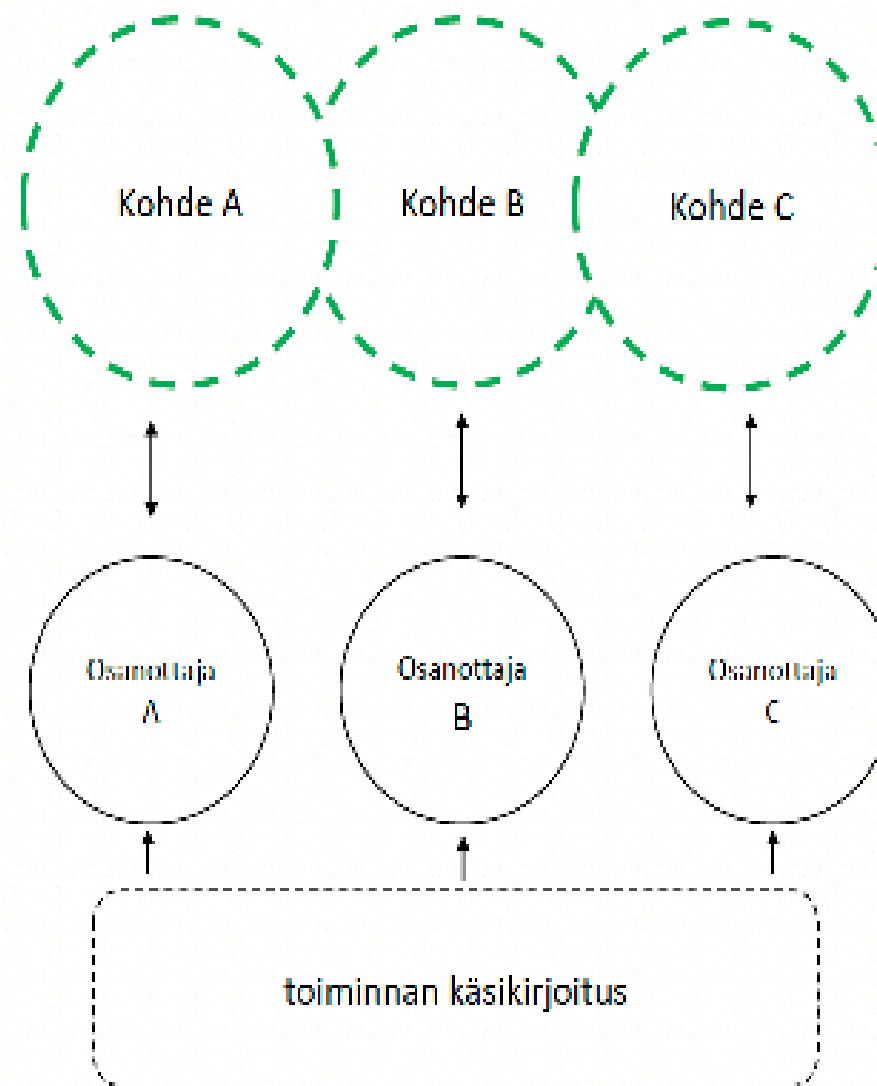 Kohde A
Kohde B
Kohde C
Osanottaja
A
Osanottaja
B
Osanottaja
C
toiminnan käsikirjoitus